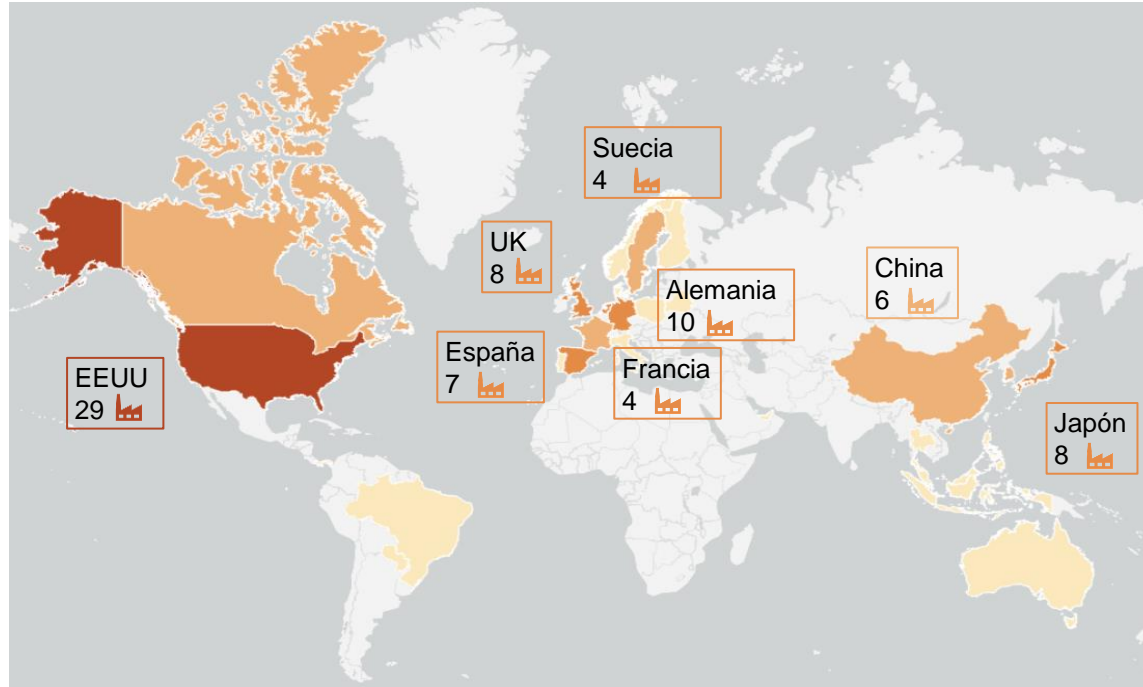 Suecia
4
UK
8
China
6
Alemania
10
España
7
Francia
4
EEUU
29
Japón
8